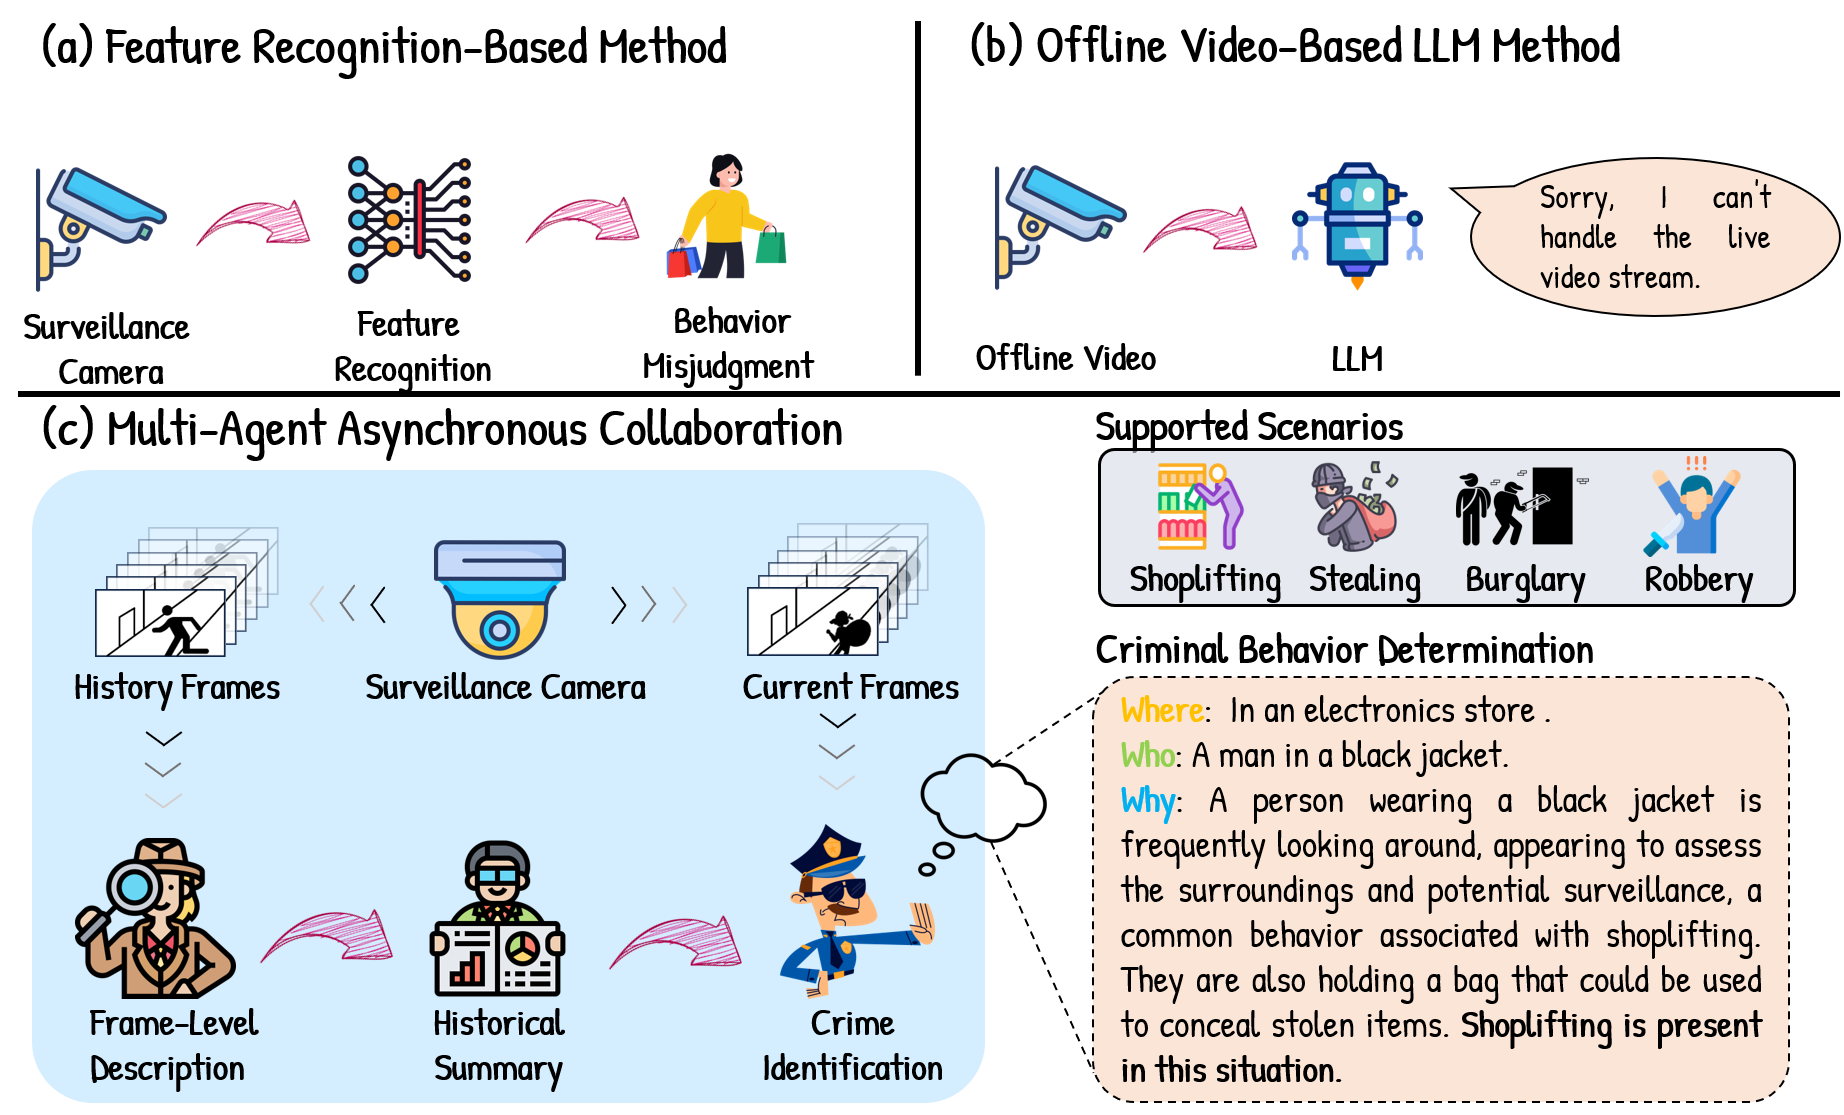 (a) Feature Recognition-Based Method
Surveillance
Camera
Feature
Recognition
Behavior
Misjudgment
(b) Offline Video-Based LLM Method
Offline Video
LLM
Sorry, I can't
handle the live
video stream.
(c) Multi-Agent Asynchronous Collaboration
History Frames
Surveillance Camera
Current Frames
Frame-Level
Description
Historical
Summary
Crime
Identification
Supported Scenarios
!!!
Shoplifting
Stealing
Burglary
Robbery
Criminal Behavior Determination
Where: In an electronics store .
Who: A man in a black jacket.
Why: A person wearing a black jacket is
frequently looking around, appearing to assess
the surroundings and potential surveillance, a
common behavior associated with shoplifting.
They are also holding a bag that could be used
to conceal stolen items. Shoplifting is present
in this situation.